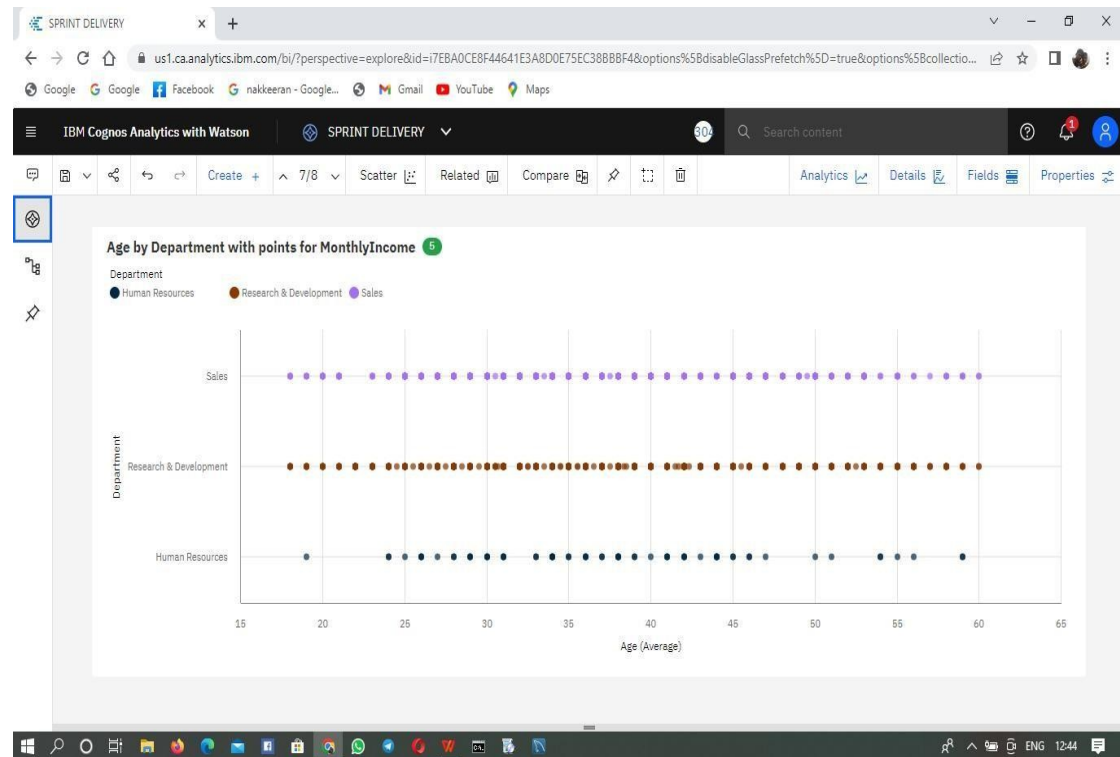 SPRINT DELIVERY
us1.ca.analytics.ibm.com/bi/?perspective=explore&id=i7EBA0CE8F44641E3A8D0E75EC38BBBF4&options%5BdisableGlassPrefetch%5D=true&options%5Bcollectio...
Google Google Facebook nakkeeran - Google... Gmail YouTube Maps
IBM Cognos Analytics with Watson SPRINT DELIVERY 304 Search content 1
Create + 7/8 Scatter Related Compare Analytics Details Fields Properties
Age by Department with points for MonthlyIncome 5
Department
Human Resources Research & Development Sales
Sales
Research & Development
Human Resources
Department
15 20 25 30 35 40 45 50 55 60 65
Age (Average)
ENG 12:44